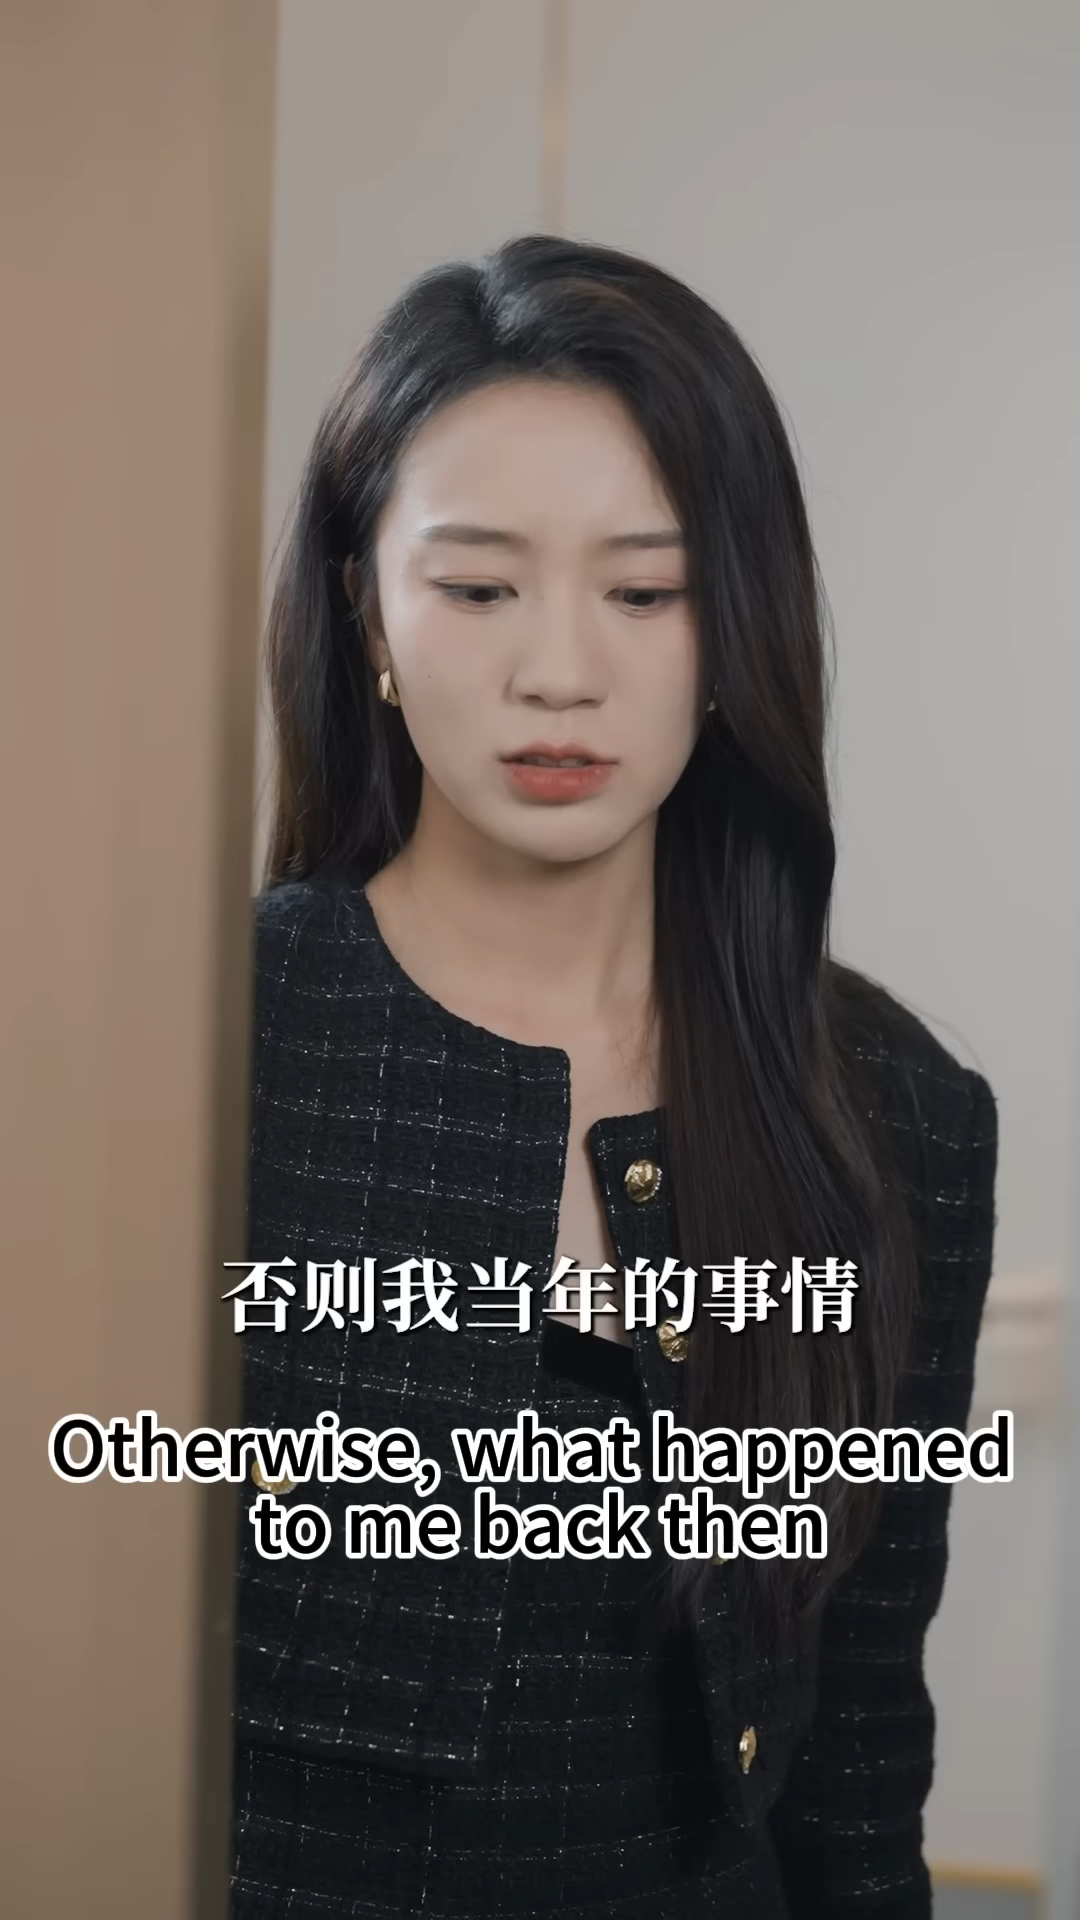 否则我当年的事情
Otherwise, what happened
to me back then